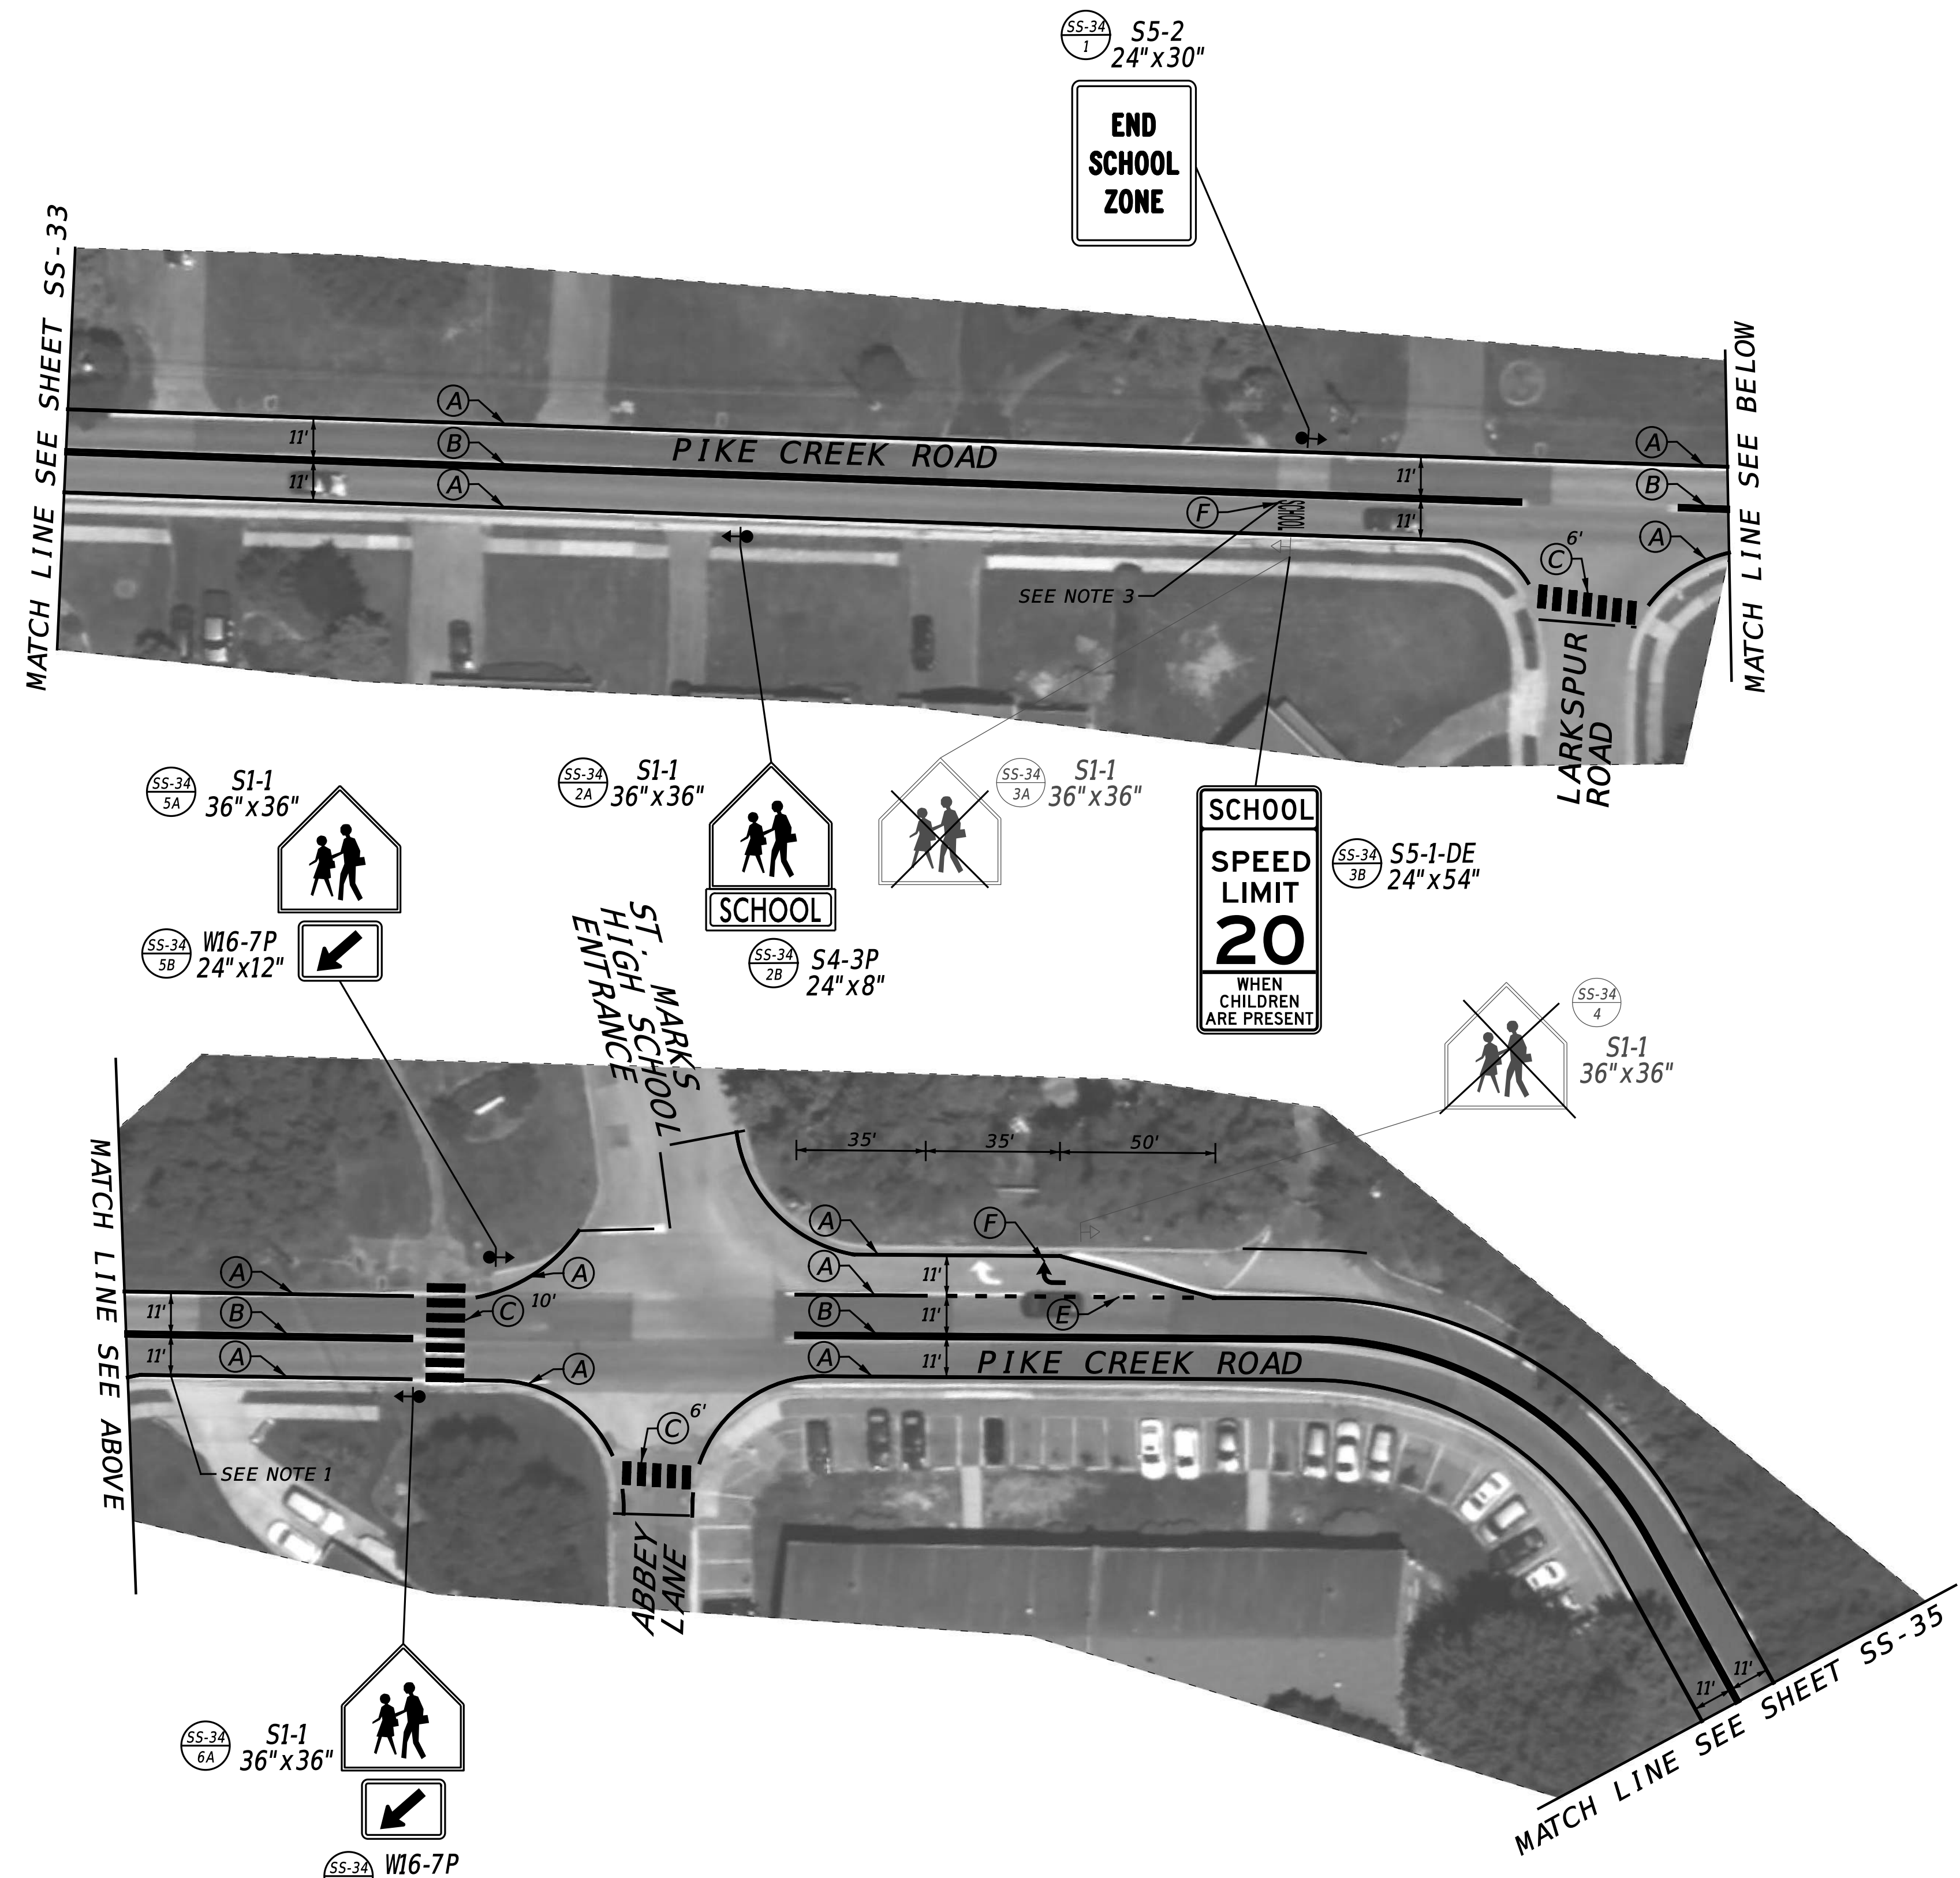 SS-34
1
S5-2
24"x30"
END
SCHOOL
ZONE
MATCH LINE SEE SHEET SS-33
A
B
A
11'
11'
PIKE CREEK ROAD
F
SCHOOL
SEE NOTE 3
11'
11'
A
B
A
C
6'
LARKSPUR
ROAD
MATCH LINE SEE BELOW
SS-34
5A
S1-1
36"x36"
SS-34
5B
W16-7P
24"x12"
SS-34
2A
S1-1
36"x36"
SCHOOL
SS-34
2B
S4-3P
24"x8"
SS-34
3A
S1-1
36"x36"
SCHOOL
SPEED
LIMIT
20
WHEN
CHILDREN
ARE PRESENT
SS-34
3B
S5-1-DE
24"x54"
SS-34
4
S1-1
36"x36"
ST. MARKS
HIGH SCHOOL
ENTRANCE
MATCH LINE SEE ABOVE
35'
35'
50'
A
B
A
11'
11'
A
C
10'
A
A
F
A
B
A
11'
11'
11'
E
PIKE CREEK ROAD
SEE NOTE 1
C
6'
ABBEY
LANE
11'
11'
MATCH LINE SEE SHEET SS-35
SS-34
6A
S1-1
36"x36"
SS-34
W16-7P